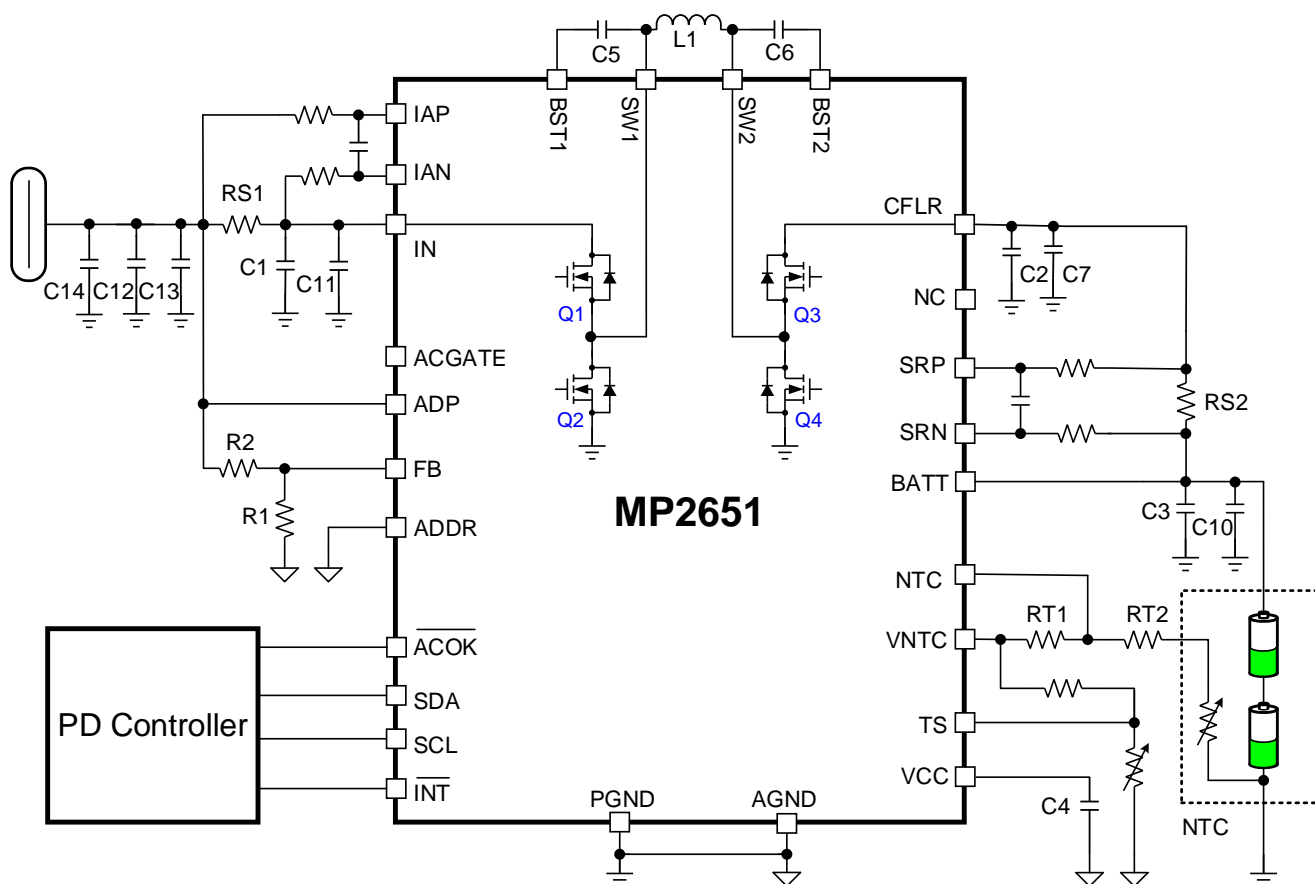 C5
L1
C6
BST1
SW1
SW2
BST2
IAP
IAN
RS1
IN
CFLR
C14
C12
C13
C1
C11
C2
C7
Q1
Q3
NC
ACGATE
SRP
ADP
Q2
Q4
RS2
SRN
R2
FB
BATT
R1
MP2651
C3
C10
ADDR
NTC
RT1
RT2
VNTC
ACOK
SDA
PD Controller
TS
SCL
VCC
INT
PGND
AGND
C4
NTC